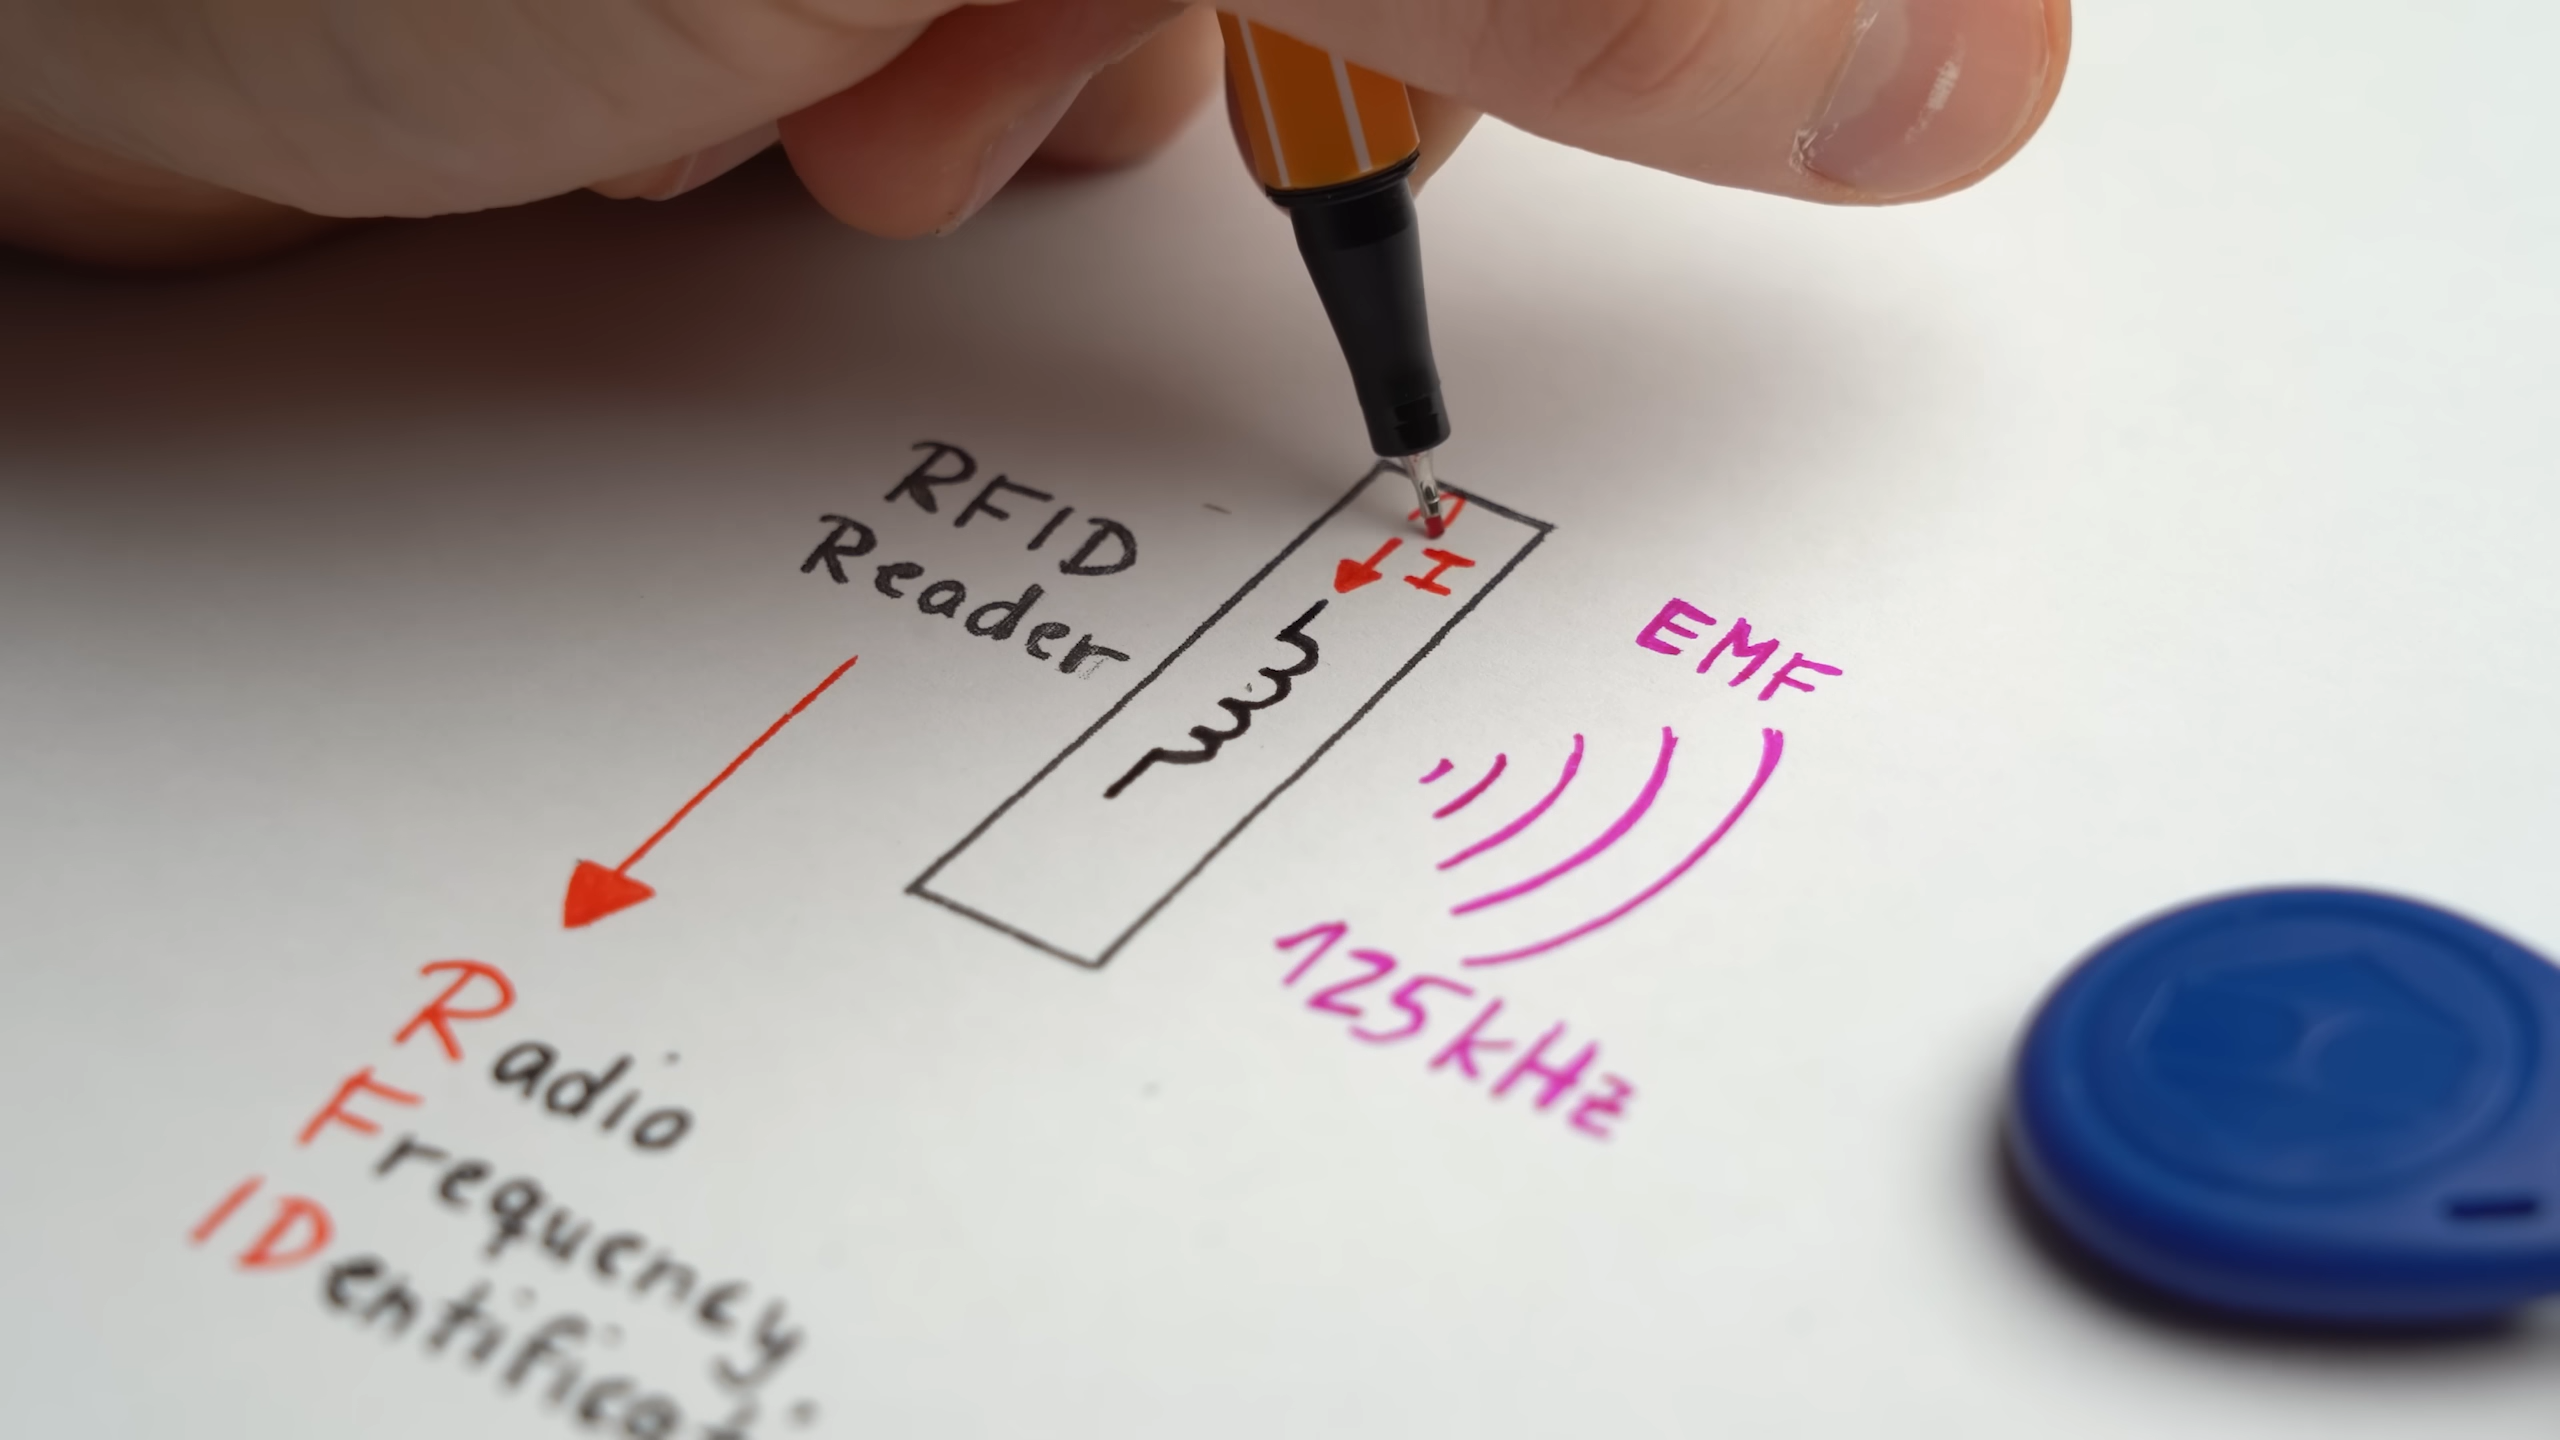 RFID
Reader
I
EMF
125kHz
Radio
Frequency
IDentificat